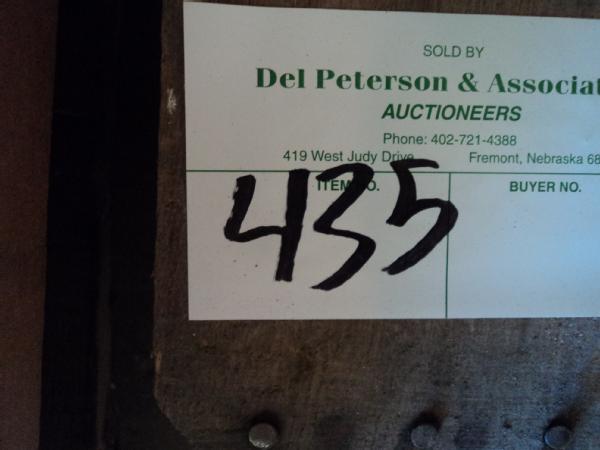 SOLD BY
Del Peterson & Associat
AUCTIONEERS
Phone: 402-721-4388
419 West Judy Drive Fremont, Nebraska 68
ITEM NO. BUYER NO.
435